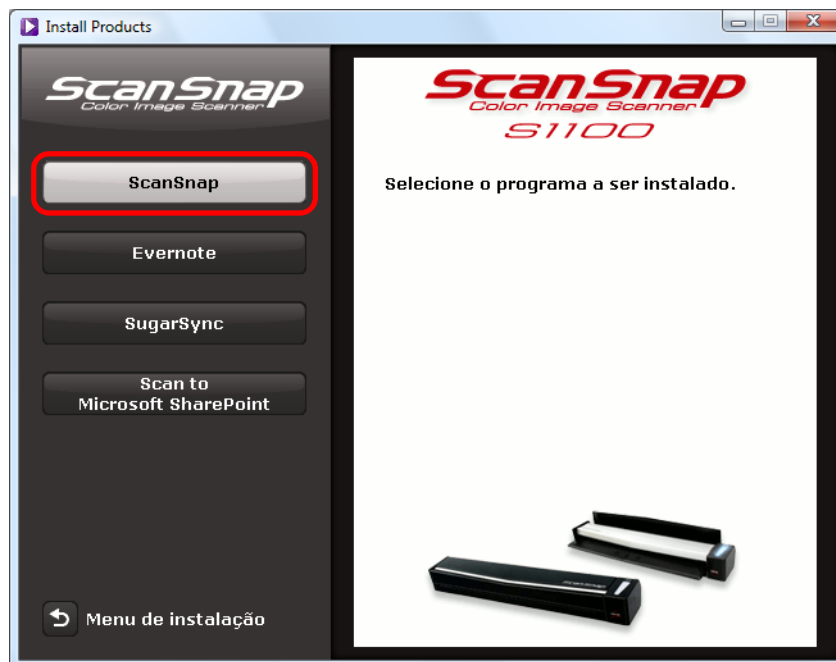 Install Products
ScanSnap
Color Image Scanner
ScanSnap
Evernote
SugarSync
Scan to
Microsoft SharePoint
Menu de instalação
ScanSnap
Color Image Scanner
S1100
Selecione o programa a ser instalado.
ScanSnap